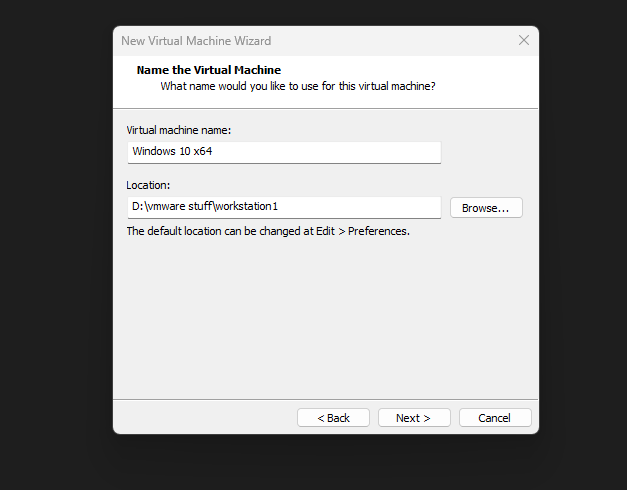 New Virtual Machine Wizard
Name the Virtual Machine
What name would you like to use for this virtual machine?
Virtual machine name:
Windows 10 x64
Location:
D:\vmware stuff\workstation1
Browse...
The default location can be changed at Edit > Preferences.
< Back
Next >
Cancel